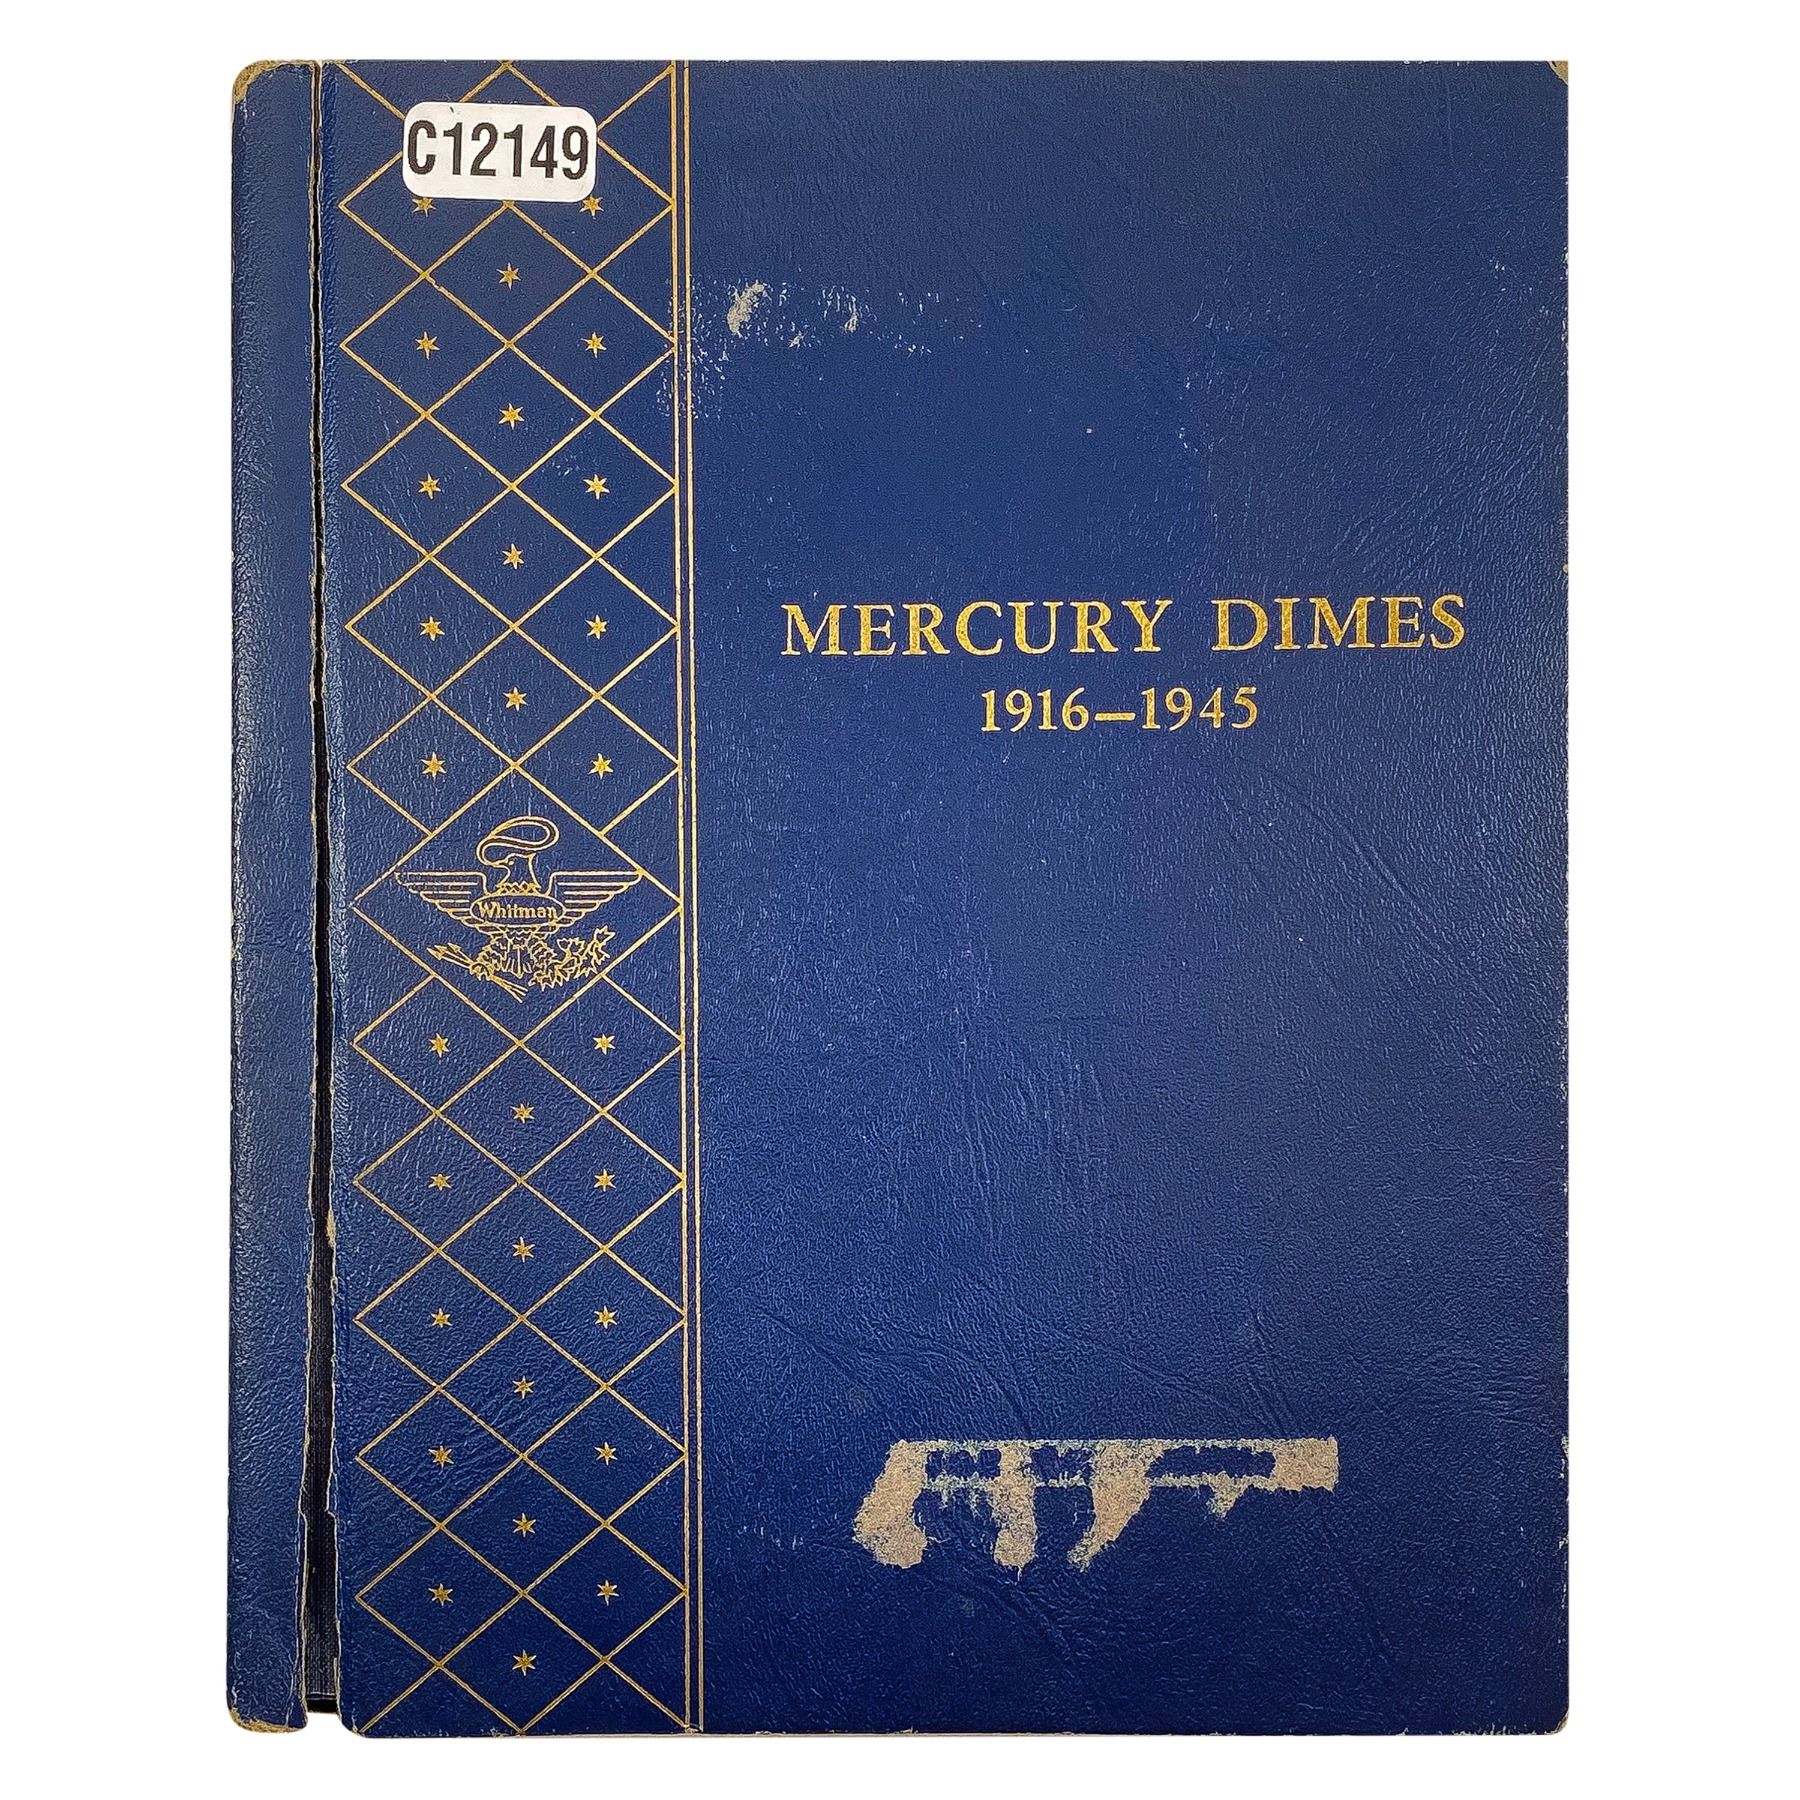 C12149
MERCURY DIMES
1916–1945
Whitman